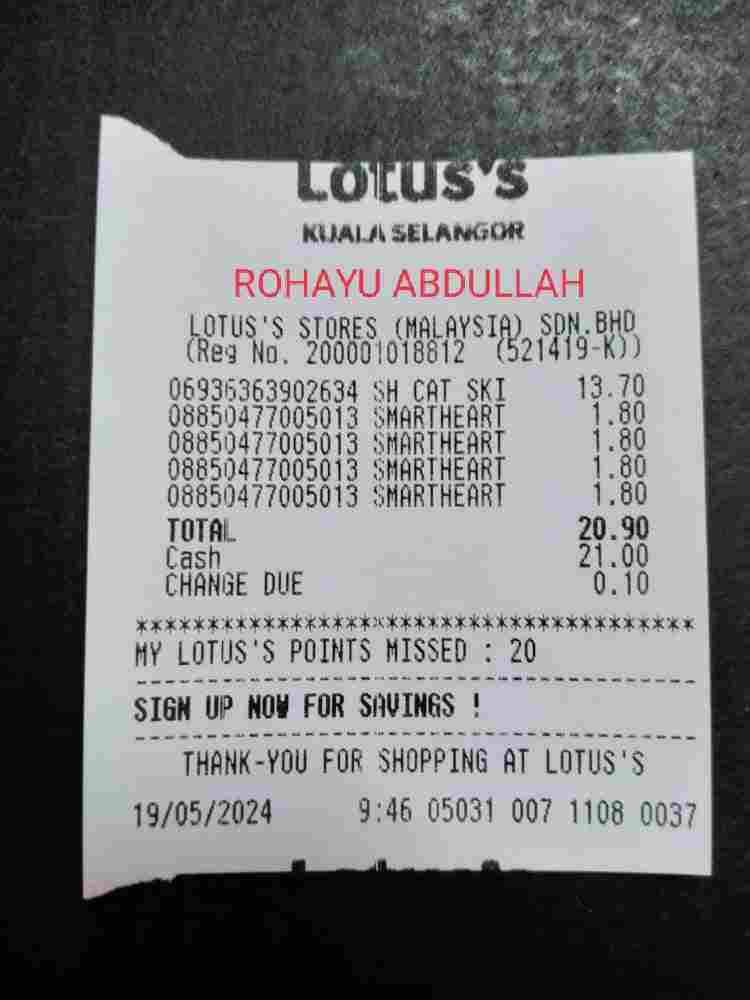 Lotus's
KUALA SELANGOR
ROHAYU ABDULLAH
LOTUS'S STORES (MALAYSIA) SDN.BHD
(Reg No. 200001018812 (521419-K))
06936363902634 SH CAT SKI 13.70
08850477005013 SMARTHEART 1.80
08850477005013 SMARTHEART 1.80
08850477005013 SMARTHEART 1.80
08850477005013 SMARTHEART 1.80
TOTAL 20.90
Cash 21.00
CHANGE DUE 0.10
***************************************
MY LOTUS'S POINTS MISSED : 20
---------------------------------------
SIGN UP NOW FOR SAVINGS !
---------------------------------------
THANK-YOU FOR SHOPPING AT LOTUS'S
19/05/2024 9:46 05031 007 1108 0037